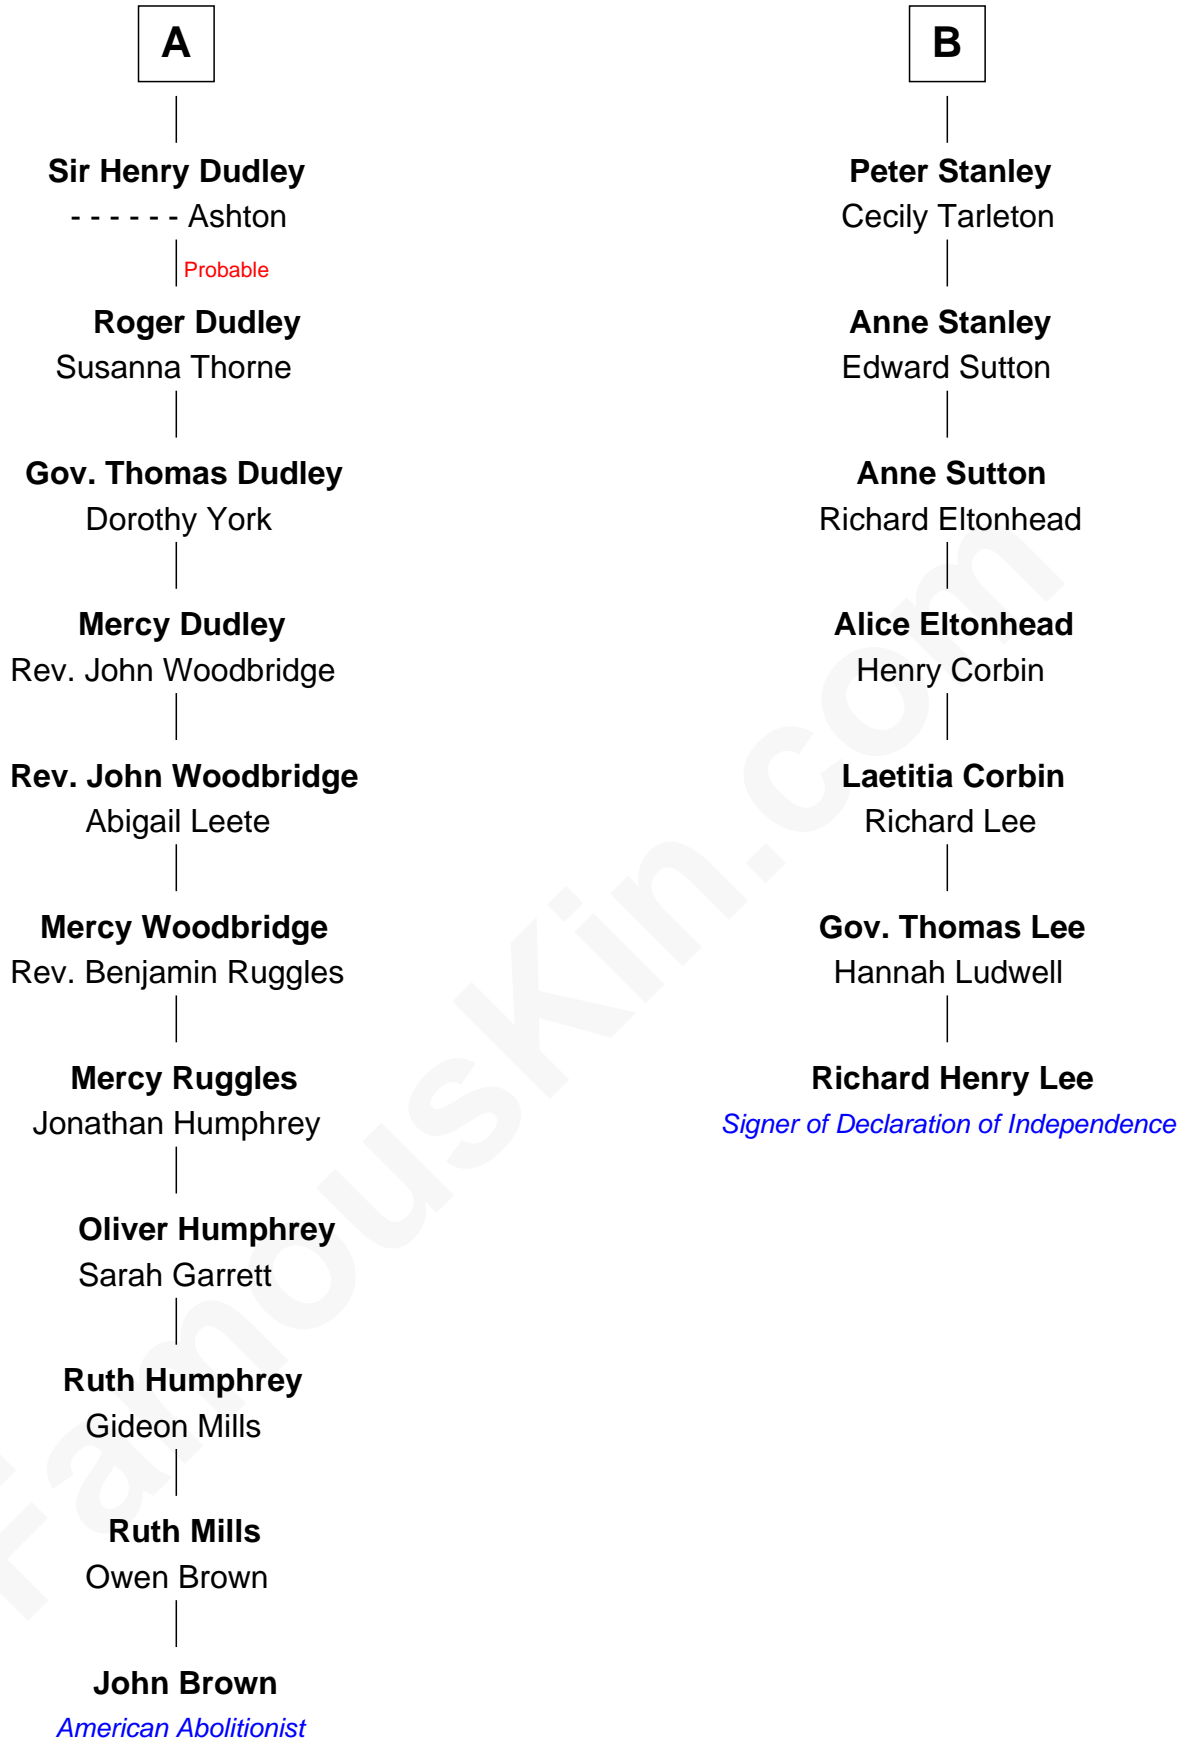 A
Sir Henry Dudley
- - - - - - Ashton
Probable
Roger Dudley
Susanna Thorne
Gov. Thomas Dudley
Dorothy York
Mercy Dudley
Rev. John Woodbridge
Rev. John Woodbridge
Abigail Leete
Mercy Woodbridge
Rev. Benjamin Ruggles
Mercy Ruggles
Jonathan Humphrey
Oliver Humphrey
Sarah Garrett
Ruth Humphrey
Gideon Mills
Ruth Mills
Owen Brown
John Brown
American Abolitionist
B
Peter Stanley
Cecily Tarleton
Anne Stanley
Edward Sutton
Anne Sutton
Richard Eltonhead
Alice Eltonhead
Henry Corbin
Laetitia Corbin
Richard Lee
Gov. Thomas Lee
Hannah Ludwell
Richard Henry Lee
Signer of Declaration of Independence
FamousKin.com